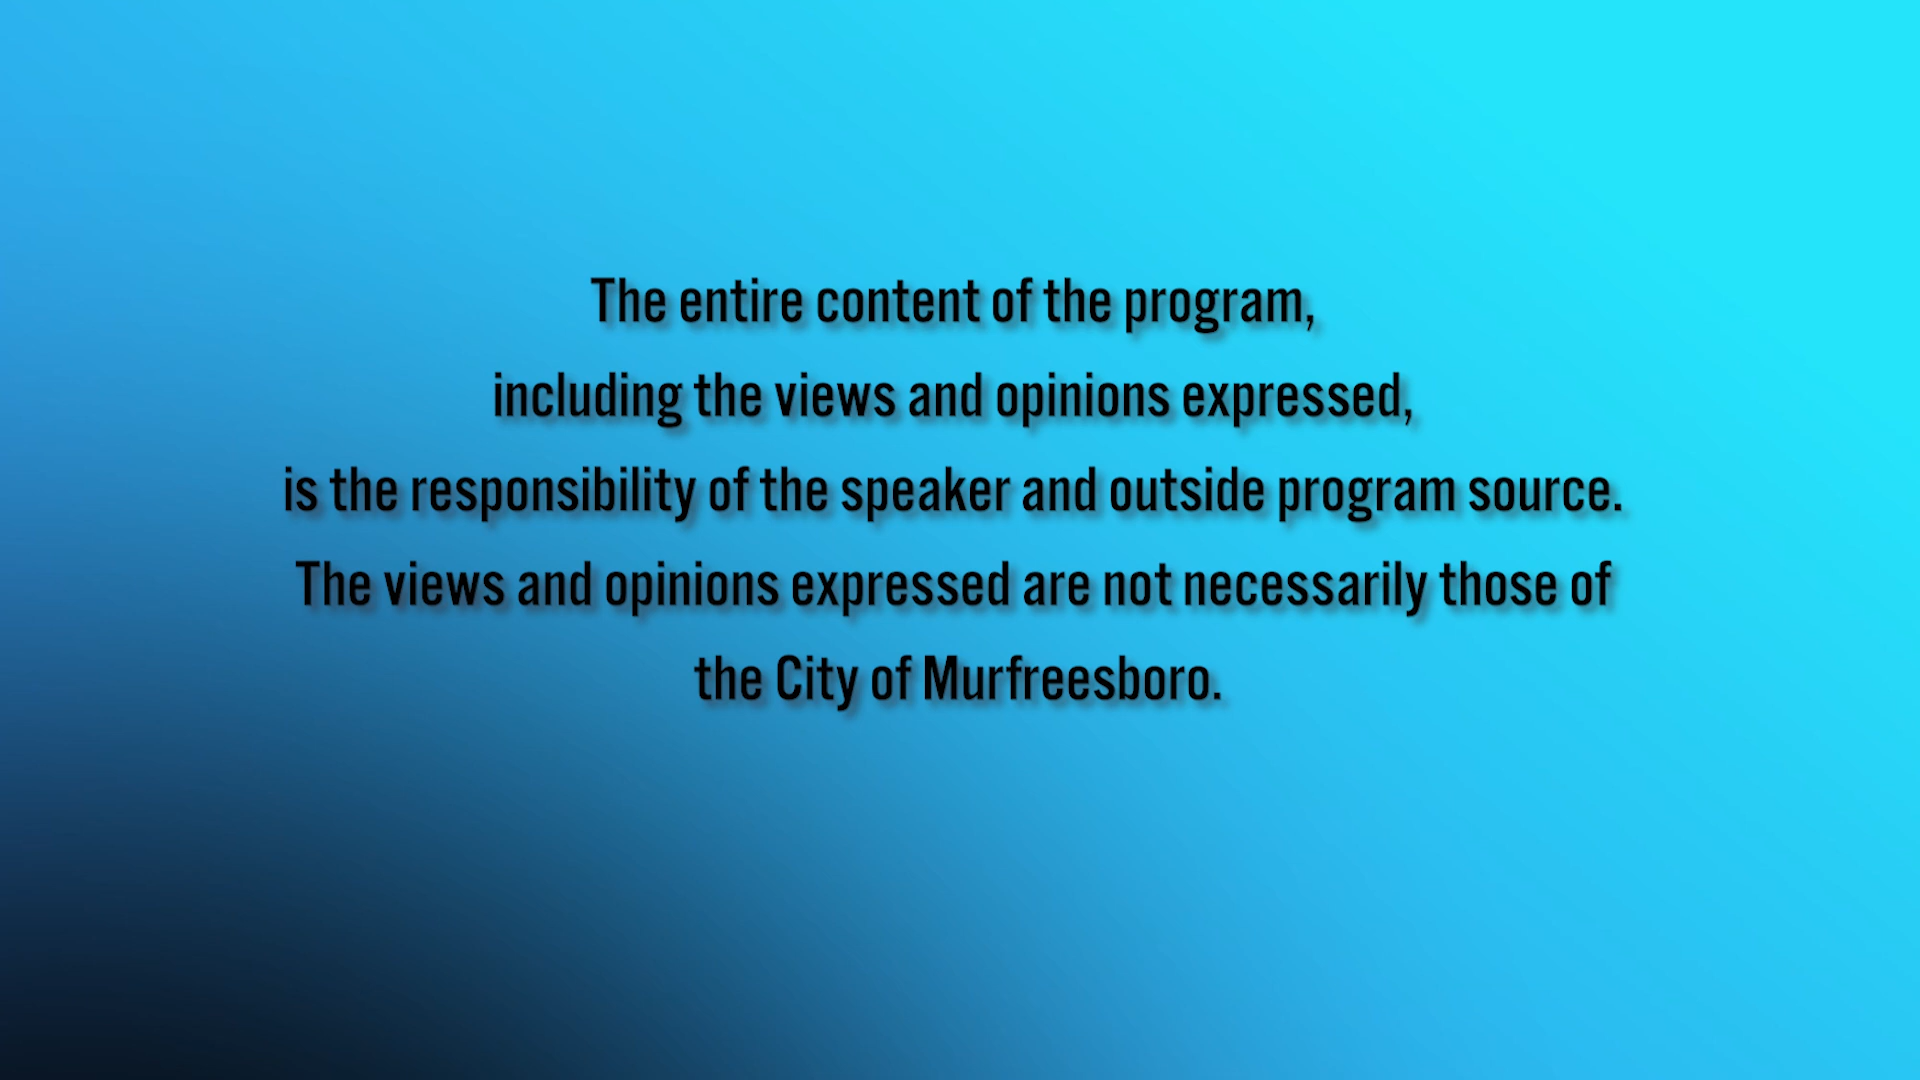 The entire content of the program,
including the views and opinions expressed,
is the responsibility of the speaker and outside program source.
The views and opinions expressed are not necessarily those of
the City of Murfreesboro.